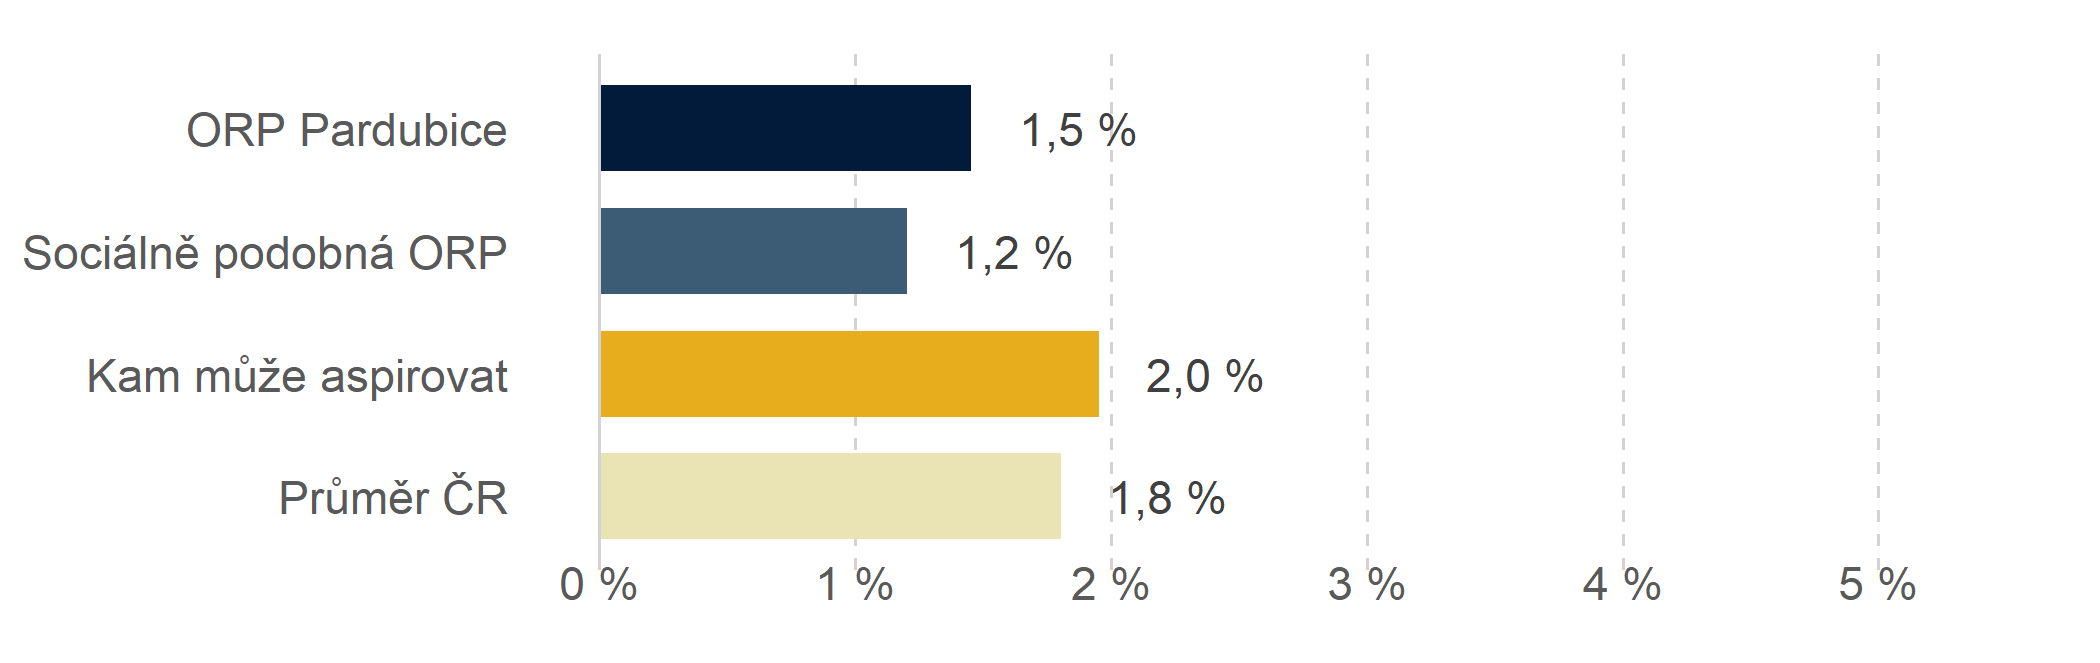 ORP Pardubice 1,5 %
Sociálně podobná ORP 1,2 %
Kam může aspirovat 2,0 %
Průměr ČR 1,8 %
0 % 1 % 2 % 3 % 4 % 5 %